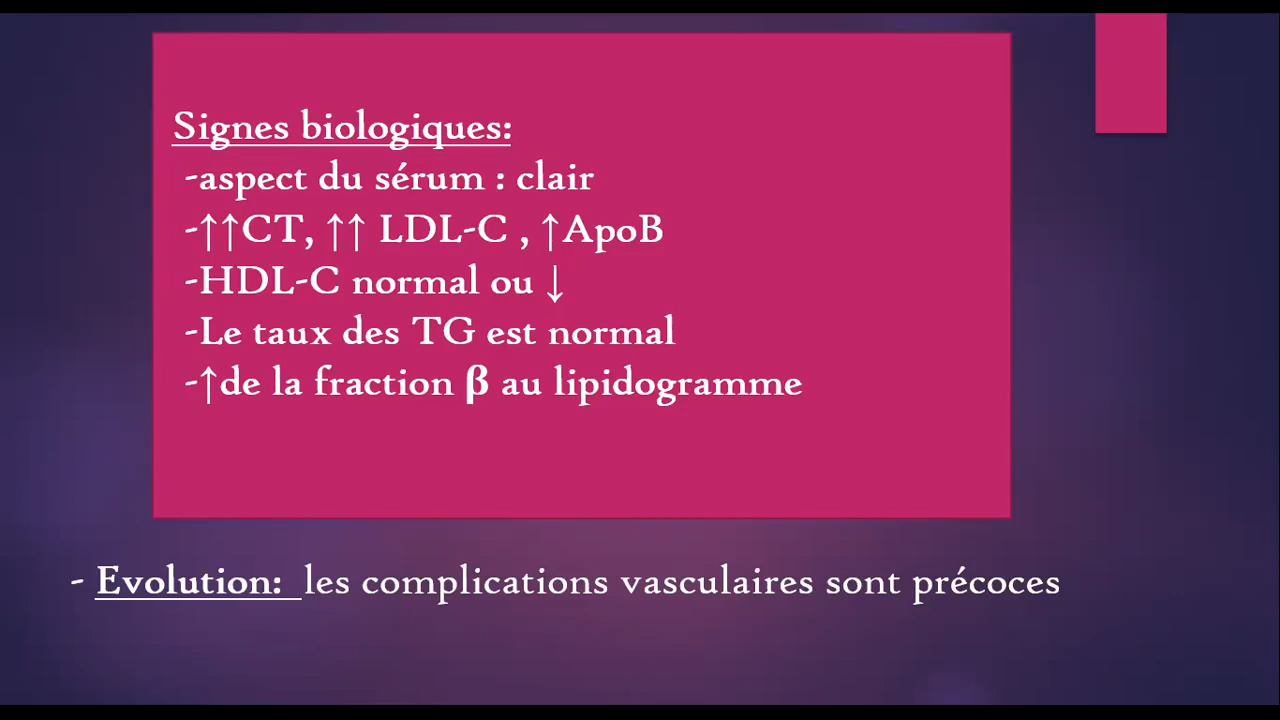 Signes biologiques:
-aspect du sérum : clair
-↑↑CT, ↑↑ LDL-C , ↑ApoB
-HDL-C normal ou ↓
-Le taux des TG est normal
-↑de la fraction β au lipidogramme
- Evolution: les complications vasculaires sont précoces